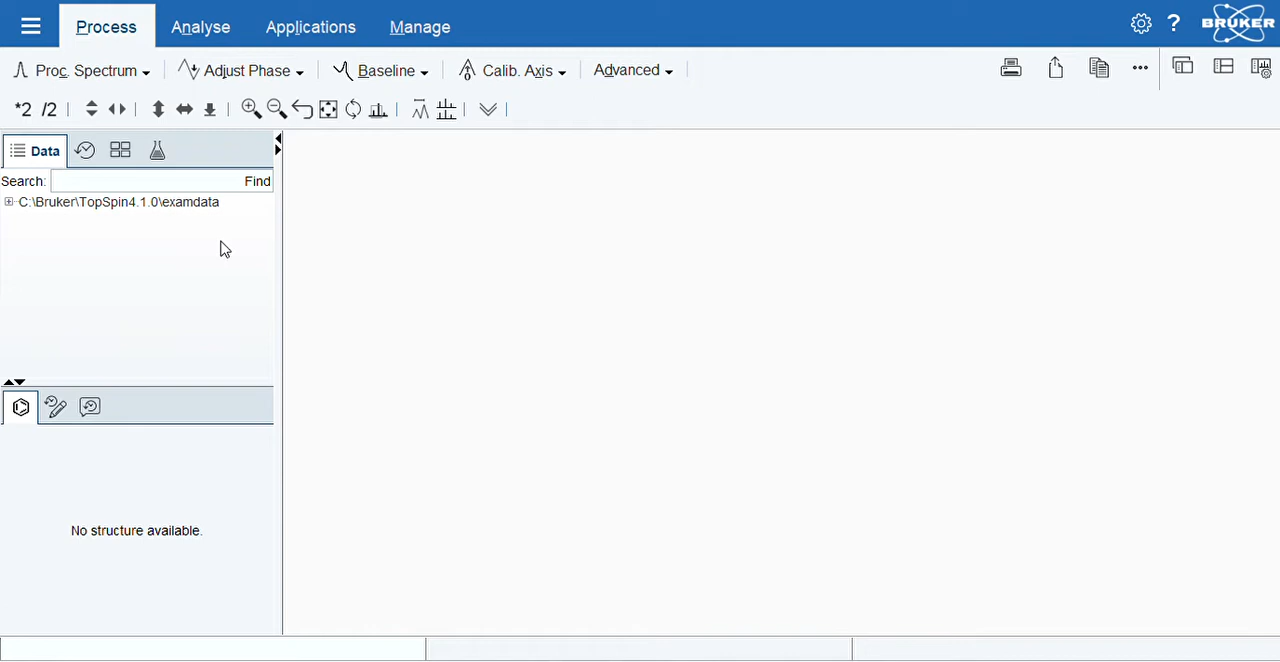 Process Analyse Applications Manage ? BRUKER
Proc. Spectrum Adjust Phase Baseline Calib. Axis Advanced
*2 /2
Data
Search: Find
C:\Bruker\TopSpin4.1.0\examdata
No structure available.